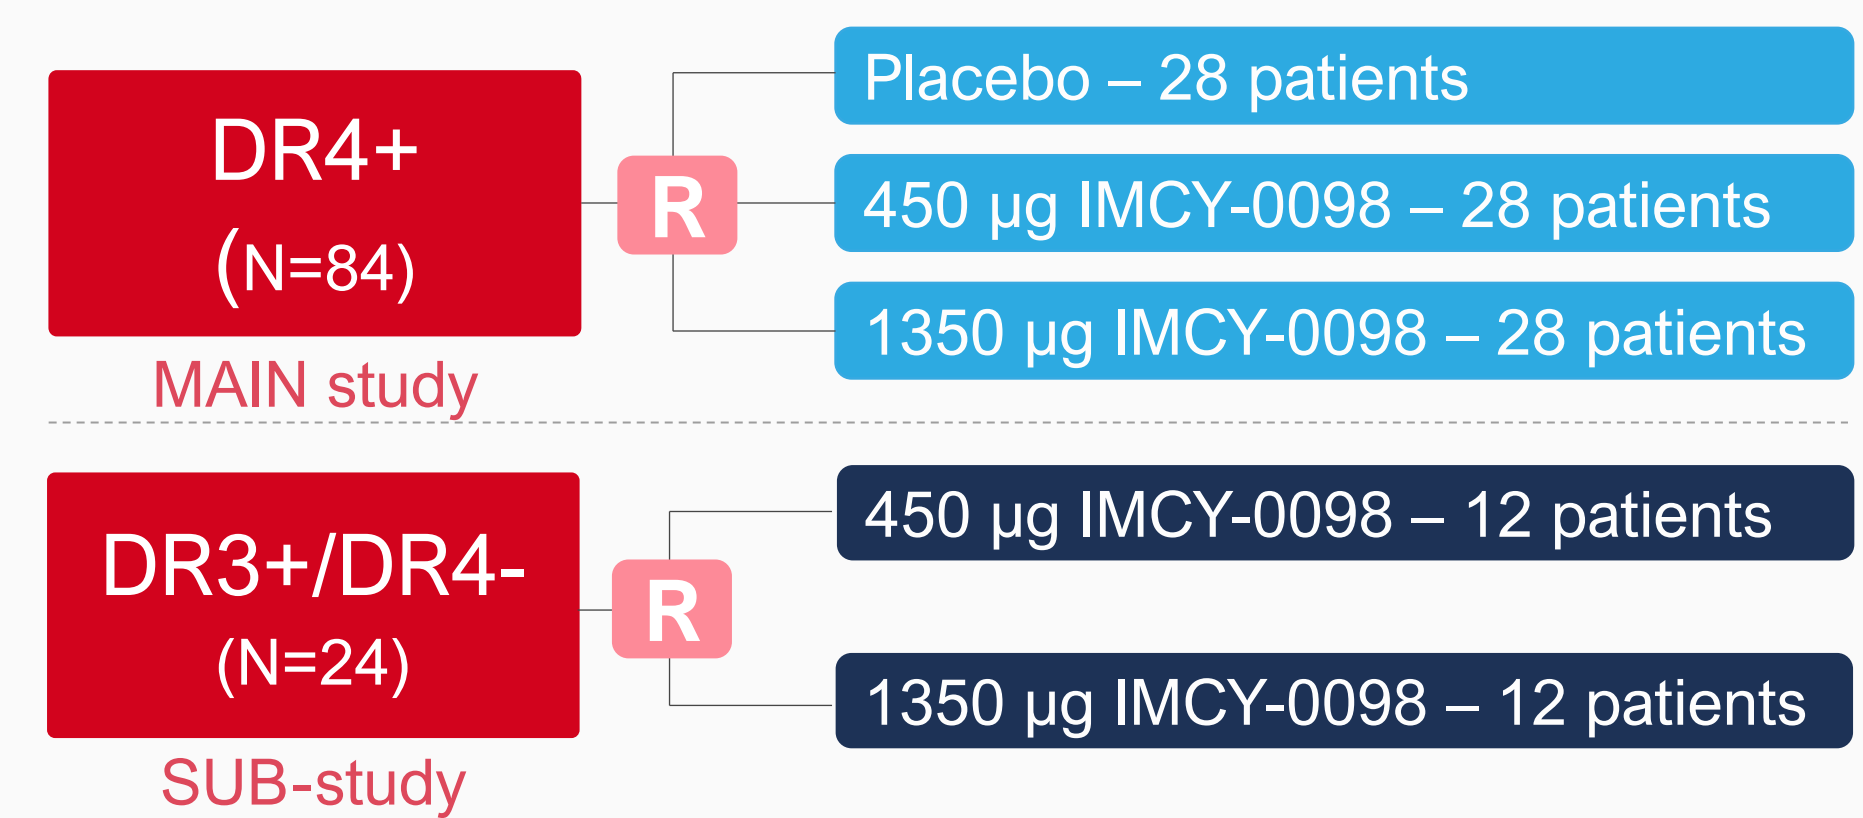 DR4+
(N=84)
MAIN study
R
Placebo – 28 patients
450 µg IMCY-0098 – 28 patients
1350 µg IMCY-0098 – 28 patients
DR3+/DR4-
(N=24)
SUB-study
R
450 µg IMCY-0098 – 12 patients
1350 µg IMCY-0098 – 12 patients